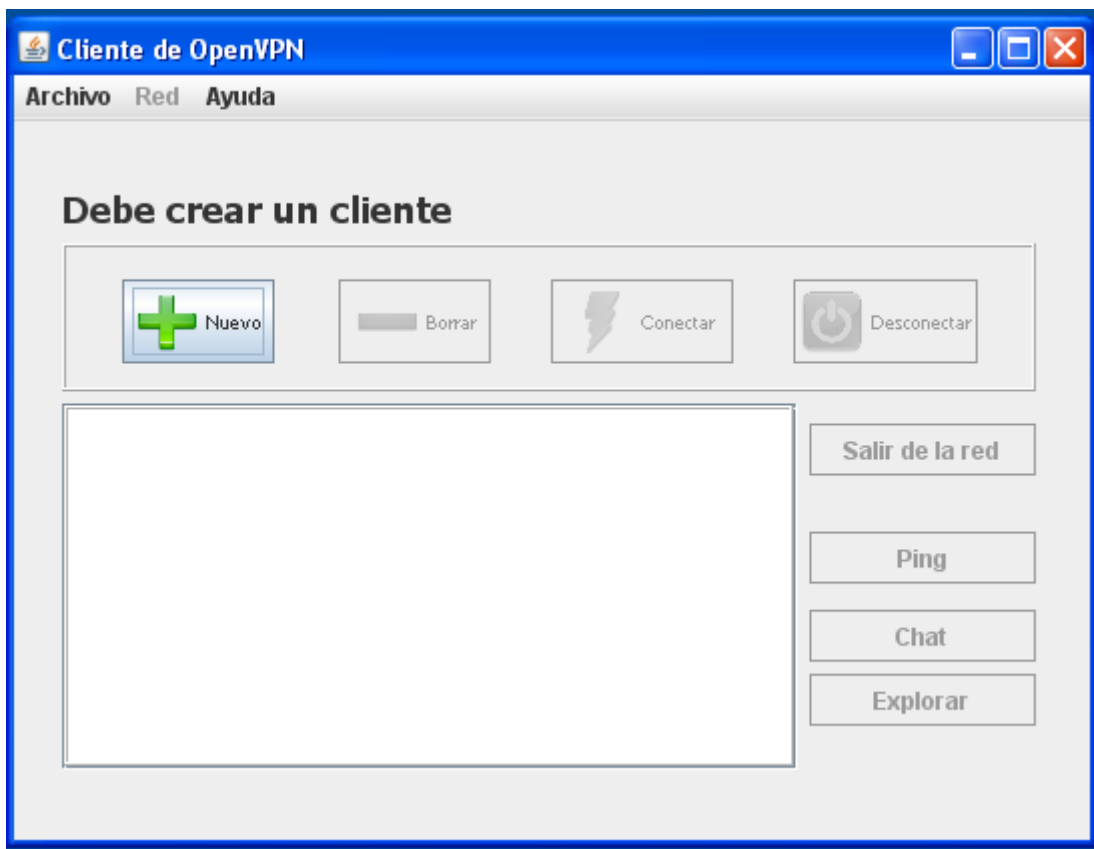 Cliente de OpenVPN
Archivo Red Ayuda
Debe crear un cliente
Nuevo Borrar Conectar Desconectar
Salir de la red
Ping
Chat
Explorar